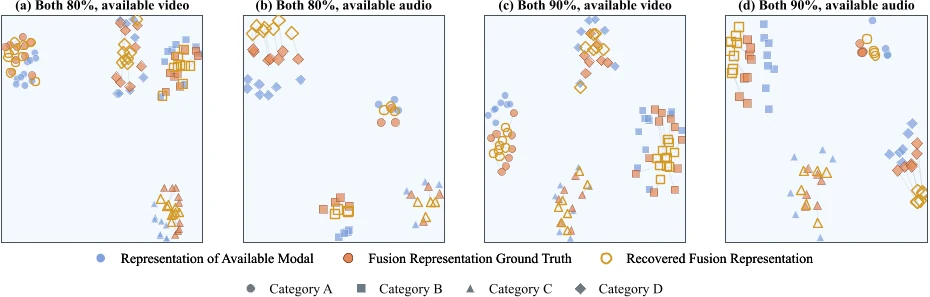 (a) Both 80%, available video
(b) Both 80%, available audio
(c) Both 90%, available video
(d) Both 90%, available audio
Representation of Available Modal
Fusion Representation Ground Truth
Recovered Fusion Representation
Category A
Category B
Category C
Category D